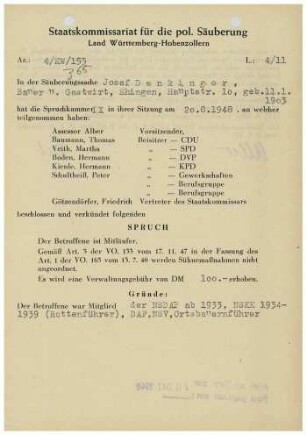 Staatskommissariat für die pol. Säuberung
Land Württemberg-Hohenzollern
Az.: 4/EW/155 L.: 4/11
365
In der Säuberungssache Josef Denkinger,
Bauer u. Gastwirt, Ehingen, Hauptstr. 10, geb.11.1.
1903
hat die Spruchkammer IX in ihrer Sitzung am 20.8.1948. an welcher
teilgenommen haben:
Assessor Alber Vorsitzender,
Baumann, Thomas Beisitzer — CDU
Veith, Martha „ — SPD
Boden, Hermann „ — DVP
Kienle, Hermann „ — KPD
Schultheiß, Peter „ — Gewerkschaften
„ — Berufsgruppe
„ — Berufsgruppe
Götzendörfer, Friedrich Vertreter des Staatskommissars
beschlossen und verkündet folgenden
SPRUCH
Der Betroffene ist Mitläufer.
Gemäß Art. 3 der VO. 133 vom 17. 11. 47 in der Fassung des
Art. 1 der VO. 165 vom 13. 7. 48 werden Sühnemaßnahmen nicht
angeordnet.
Es wird eine Verwaltungsgebühr von DM 100.- erhoben.
Gründe:
Der Betroffene war Mitglied der NSDAP ab 1933, NSKK 1934-
1939 (Rottenführer), DAF,NSV,Ortsbauernführer